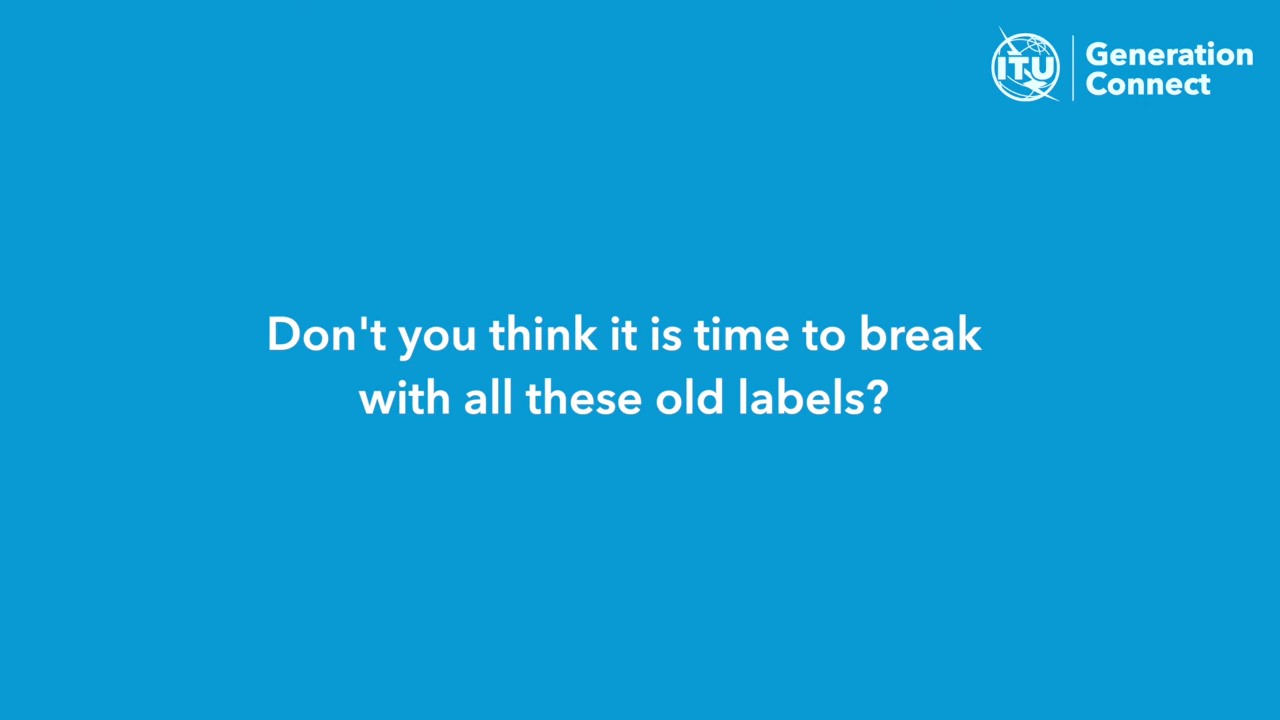 ITU
Generation
Connect
Don't you think it is time to break
with all these old labels?